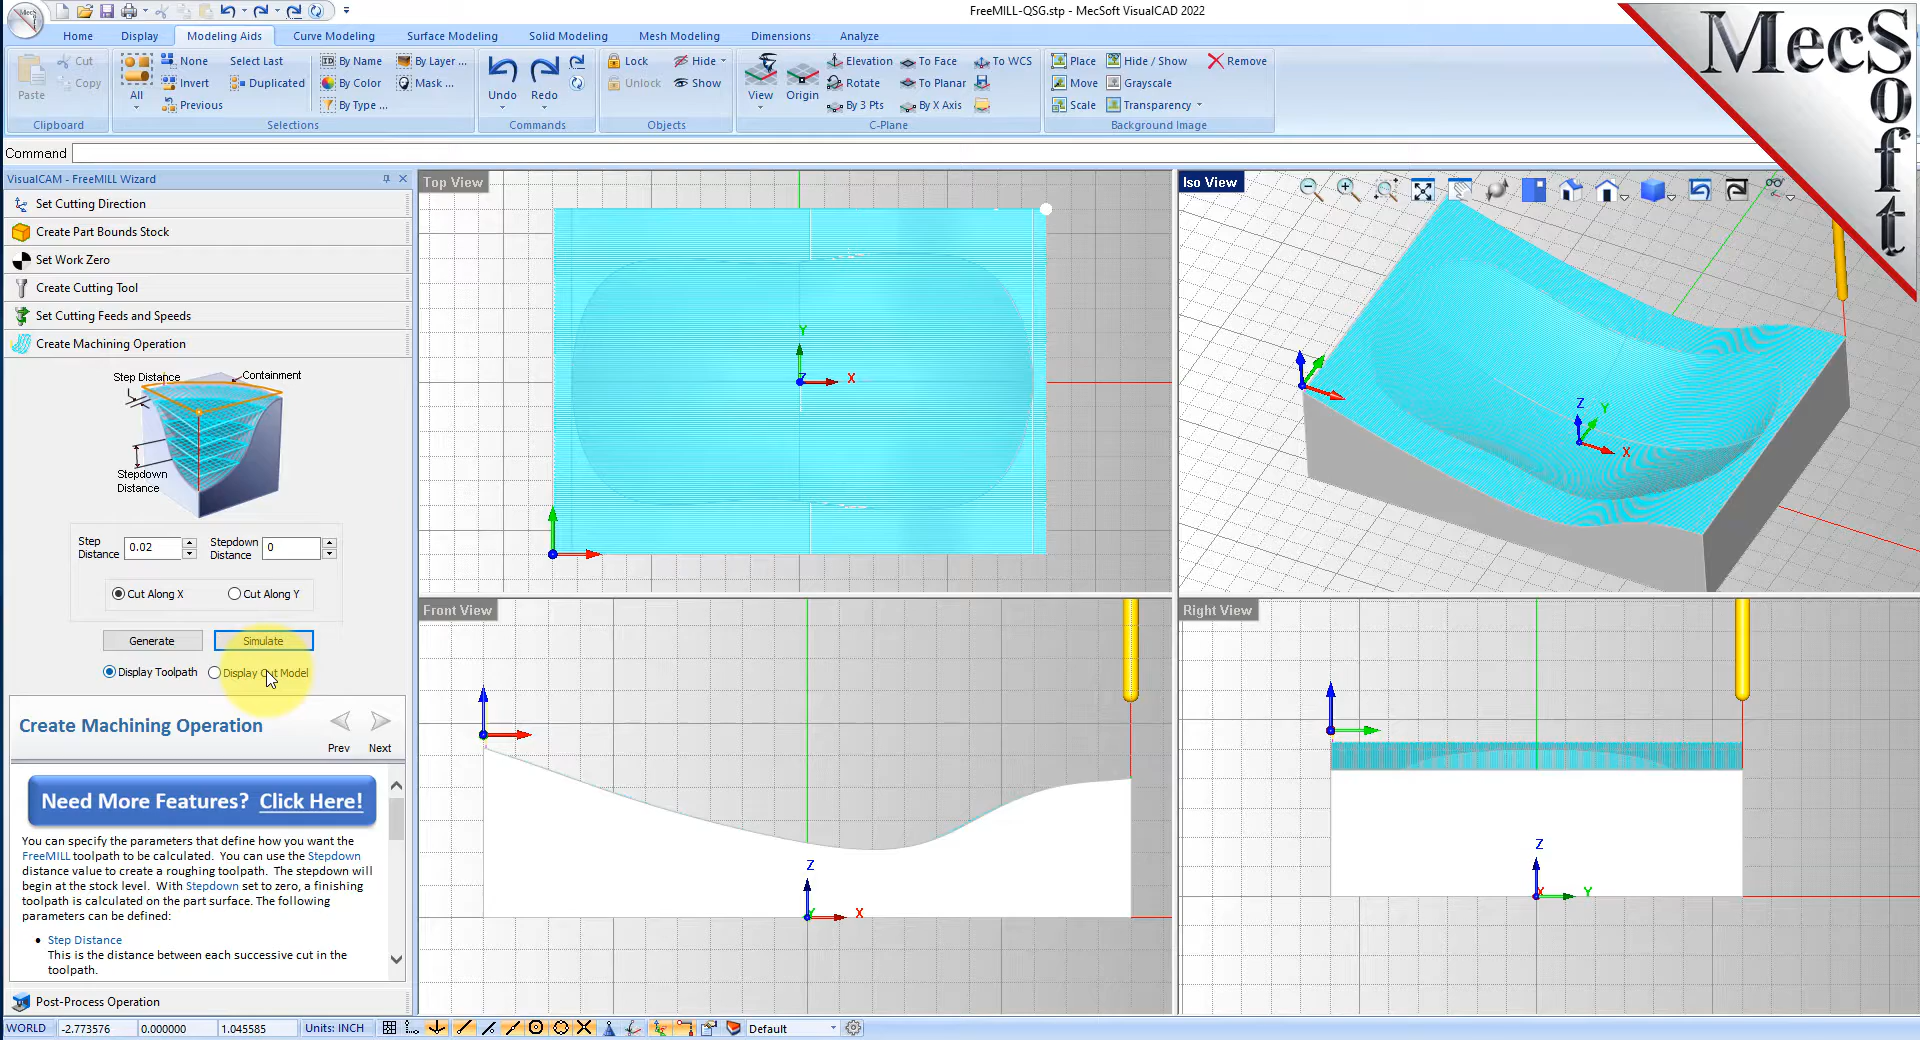 FreeMILL-QSG.stp - MecSoft VisualCAD 2022
Home Display Modeling Aids Curve Modeling Surface Modeling Solid Modeling Mesh Modeling Dimensions Analyze
Paste
Cut
Copy
Clipboard
All
None
Invert
Previous
Select Last
Duplicated
By Name
By Color
By Type ...
By Layer ...
Mask ...
Selections
Undo
Redo
Commands
Lock
Unlock
Hide
Show
Objects
View
Origin
Elevation
Rotate
By 3 Pts
To Face
To Planar
By X Axis
To WCS
C-Plane
Place
Move
Scale
Hide / Show
Grayscale
Transparency
Remove
Background Image
MecSoft
Command
VisualCAM - FreeMILL Wizard
Set Cutting Direction
Create Part Bounds Stock
Set Work Zero
Create Cutting Tool
Set Cutting Feeds and Speeds
Create Machining Operation
Step Distance
Containment
Stepdown
Distance
Step
Distance
0.02
Stepdown
Distance
0
Cut Along X
Cut Along Y
Generate
Simulate
Display Toolpath
Display Cut Model
Create Machining Operation
Prev
Next
Need More Features? Click Here!
You can specify the parameters that define how you want the
FreeMILL toolpath to be calculated. You can use the Stepdown
distance value to create a roughing toolpath. The stepdown will
begin at the stock level. With Stepdown set to zero, a finishing
toolpath is calculated on the part surface. The following
parameters can be defined:
• Step Distance
This is the distance between each successive cut in the
toolpath.
Post-Process Operation
Top View
Y
Z
X
Iso View
Z
Y
X
Front View
Z
Y
X
Right View
Z
X
Y
WORLD -2.773576 0.000000 1.045585 Units: INCH Default